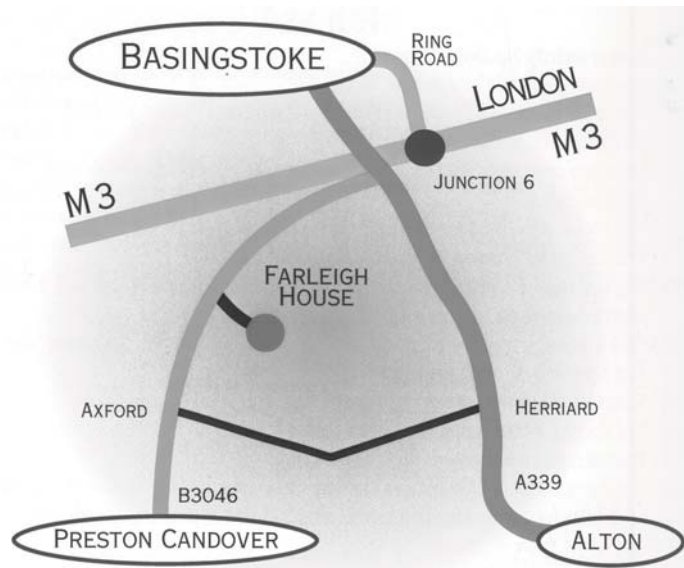 BASINGSTOKE
RING
ROAD
LONDON
M3
JUNCTION 6
M3
FARLEIGH
HOUSE
AXFORD
HERRIARD
B3046
A339
PRESTON CANDOVER
ALTON